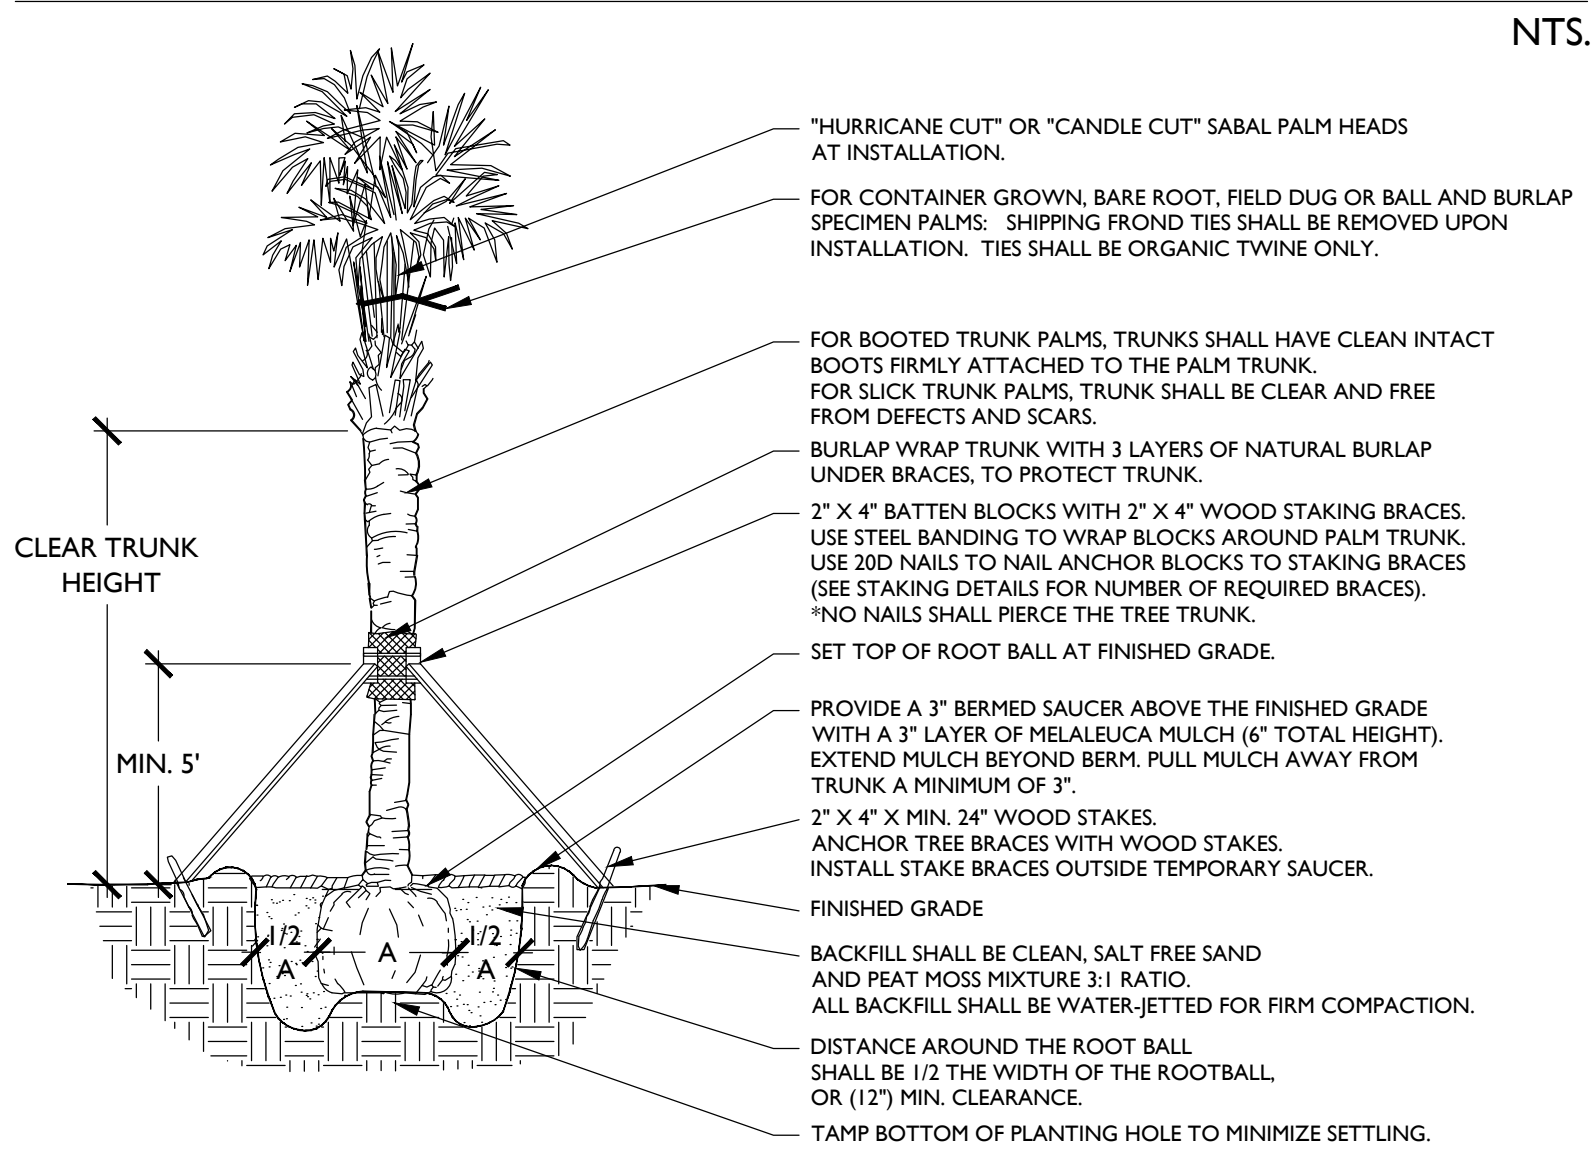 NTS.
"HURRICANE CUT" OR "CANDLE CUT" SABAL PALM HEADS
AT INSTALLATION.
FOR CONTAINER GROWN, BARE ROOT, FIELD DUG OR BALL AND BURLAP
SPECIMEN PALMS: SHIPPING FROND TIES SHALL BE REMOVED UPON
INSTALLATION. TIES SHALL BE ORGANIC TWINE ONLY.
FOR BOOTED TRUNK PALMS, TRUNKS SHALL HAVE CLEAN INTACT
BOOTS FIRMLY ATTACHED TO THE PALM TRUNK.
FOR SLICK TRUNK PALMS, TRUNK SHALL BE CLEAR AND FREE
FROM DEFECTS AND SCARS.
BURLAP WRAP TRUNK WITH 3 LAYERS OF NATURAL BURLAP
UNDER BRACES, TO PROTECT TRUNK.
2" X 4" BATTEN BLOCKS WITH 2" X 4" WOOD STAKING BRACES.
USE STEEL BANDING TO WRAP BLOCKS AROUND PALM TRUNK.
USE 20D NAILS TO NAIL ANCHOR BLOCKS TO STAKING BRACES
(SEE STAKING DETAILS FOR NUMBER OF REQUIRED BRACES).
*NO NAILS SHALL PIERCE THE TREE TRUNK.
SET TOP OF ROOT BALL AT FINISHED GRADE.
PROVIDE A 3" BERMED SAUCER ABOVE THE FINISHED GRADE
WITH A 3" LAYER OF MELALEUCA MULCH (6" TOTAL HEIGHT).
EXTEND MULCH BEYOND BERM. PULL MULCH AWAY FROM
TRUNK A MINIMUM OF 3".
2" X 4" X MIN. 24" WOOD STAKES.
ANCHOR TREE BRACES WITH WOOD STAKES.
INSTALL STAKE BRACES OUTSIDE TEMPORARY SAUCER.
FINISHED GRADE
BACKFILL SHALL BE CLEAN, SALT FREE SAND
AND PEAT MOSS MIXTURE 3:1 RATIO.
ALL BACKFILL SHALL BE WATER-JETTED FOR FIRM COMPACTION.
DISTANCE AROUND THE ROOT BALL
SHALL BE 1/2 THE WIDTH OF THE ROOTBALL,
OR (12") MIN. CLEARANCE.
TAMP BOTTOM OF PLANTING HOLE TO MINIMIZE SETTLING.
CLEAR TRUNK
HEIGHT
MIN. 5'
1/2
A
A
1/2
A